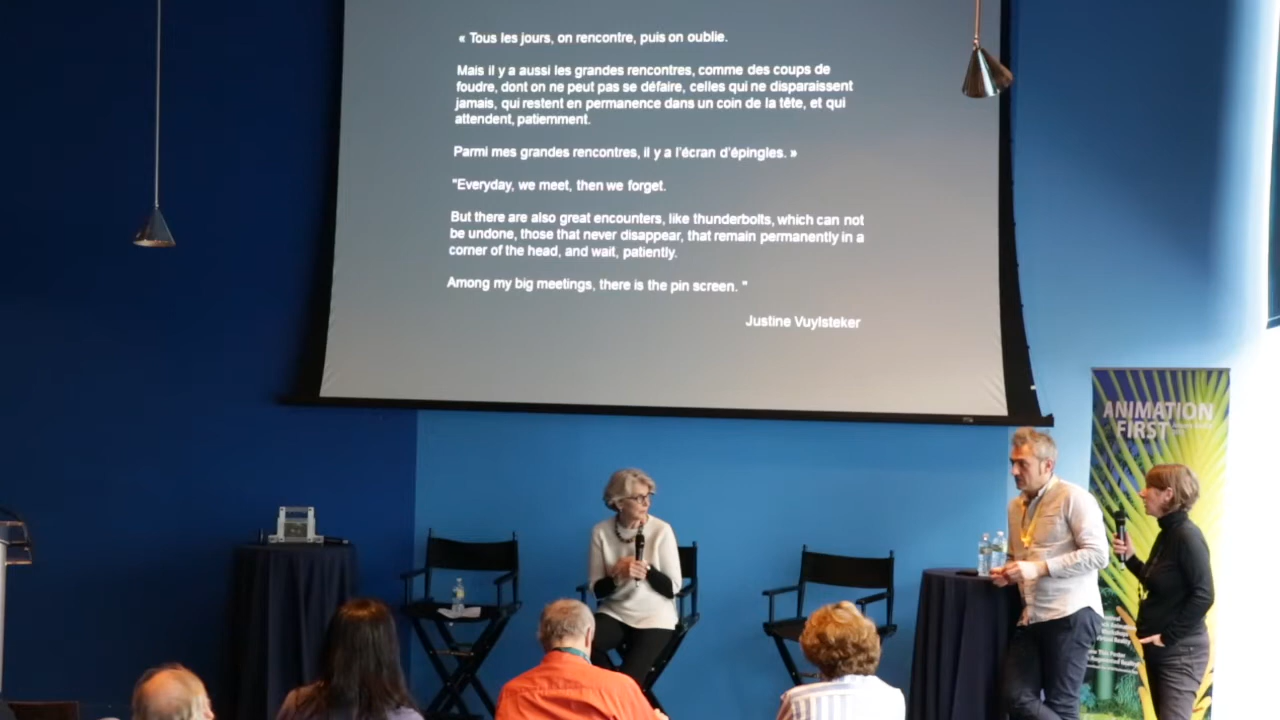 « Tous les jours, on rencontre, puis on oublie.
Mais il y a aussi les grandes rencontres, comme des coups de
foudre, dont on ne peut pas se défaire, celles qui ne disparaissent
jamais, qui restent en permanence dans un coin de la tête, et qui
attendent, patiemment.
Parmi mes grandes rencontres, il y a l'écran d'épingles. »
"Everyday, we meet, then we forget.
But there are also great encounters, like thunderbolts, which can not
be undone, those that never disappear, that remain permanently in a
corner of the head, and wait, patiently.
Among my big meetings, there is the pin screen. "
Justine Vuylsteker
ANIMATION
FIRST